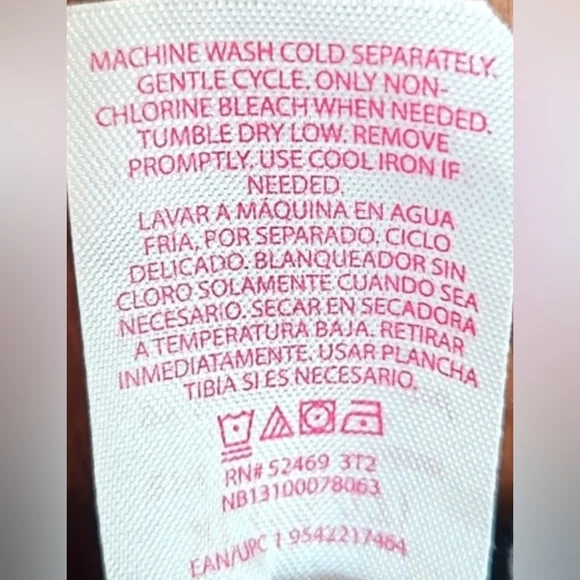 MACHINE WASH COLD SEPARATELY.
GENTLE CYCLE. ONLY NON-
CHLORINE BLEACH WHEN NEEDED.
TUMBLE DRY LOW. REMOVE
PROMPTLY. USE COOL IRON IF
NEEDED.
LAVAR A MÁQUINA EN AGUA
FRÍA, POR SEPARADO. CICLO
DELICADO. BLANQUEADOR SIN
CLORO SOLAMENTE CUANDO SEA
NECESARIO. SECAR EN SECADORA
A TEMPERATURA BAJA. RETIRAR
INMEDIATAMENTE. USAR PLANCHA
TIBIA SI ES NECESARIO.
RN# 52469 3T2
NB13100078063
EAN/UPC 1 9542217464